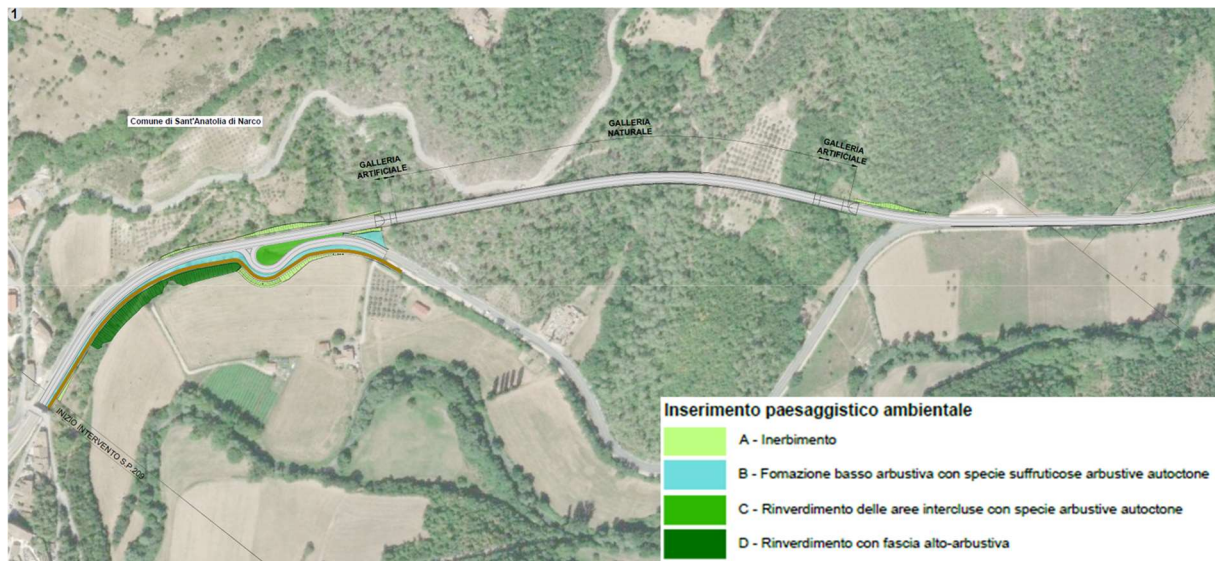 1
Comune di Sant'Anatolia di Narco
GALLERIA
NATURALE
GALLERIA
ARTIFICIALE
GALLERIA
ARTIFICIALE
INIZIO INTERVENTO S.P.209
Inserimento paesaggistico ambientale
A - Inerbimento
B - Fomazione basso arbustiva con specie suffruticose arbustive autoctone
C - Rinverdimento delle aree intercluse con specie arbustive autoctone
D - Rinverdimento con fascia alto-arbustiva